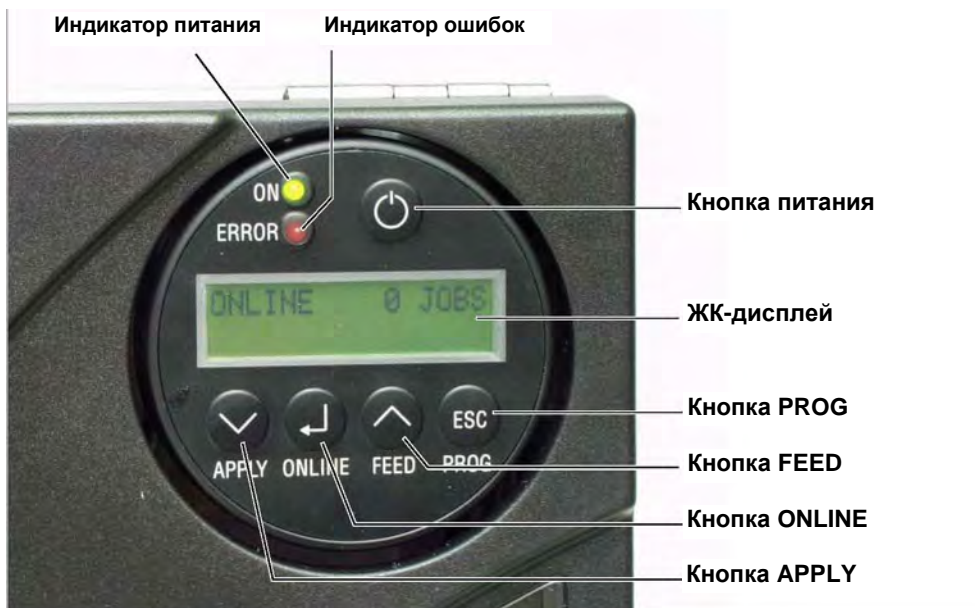 Индикатор питания
Индикатор ошибок
ON
ERROR
Кнопка питания
ONLINE 0 JOBS
ЖК-дисплей
ESC
Кнопка PROG
APPLY ONLINE FEED PROG
Кнопка FEED
Кнопка ONLINE
Кнопка APPLY